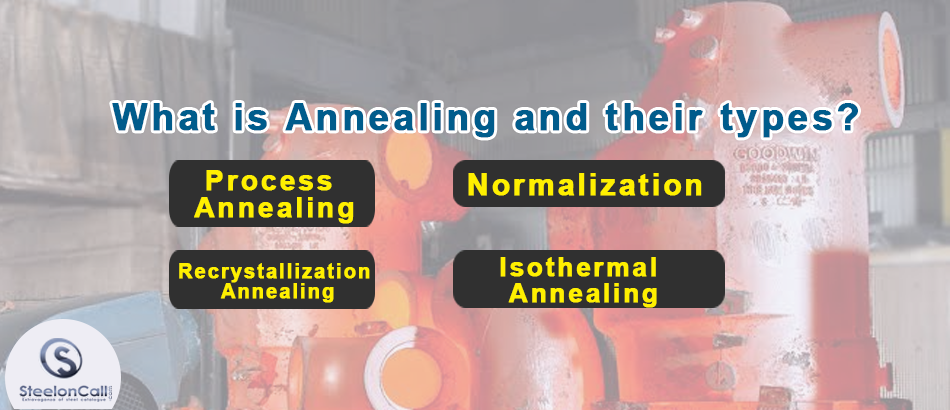 What is Annealing and their types?
Process
Annealing
Normalization
Recrystallization
Annealing
Isothermal
Annealing
GOODWIN
S
SteelonCall
Extravagance of steel catalogue